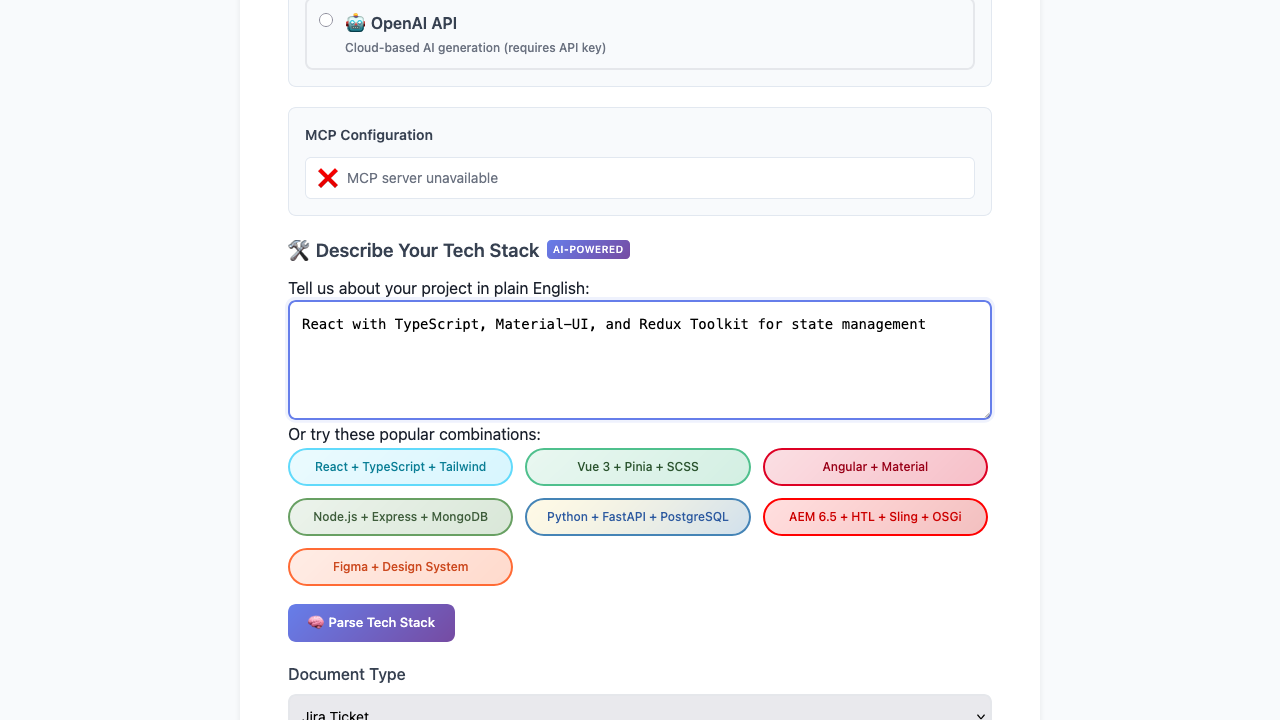 OpenAI API
Cloud-based AI generation (requires API key)
MCP Configuration
MCP server unavailable
Describe Your Tech Stack AI-POWERED
Tell us about your project in plain English:
React with TypeScript, Material-UI, and Redux Toolkit for state management
Or try these popular combinations:
React + TypeScript + Tailwind
Vue 3 + Pinia + SCSS
Angular + Material
Node.js + Express + MongoDB
Python + FastAPI + PostgreSQL
AEM 6.5 + HTL + Sling + OSGi
Figma + Design System
Parse Tech Stack
Document Type
Jira Ticket